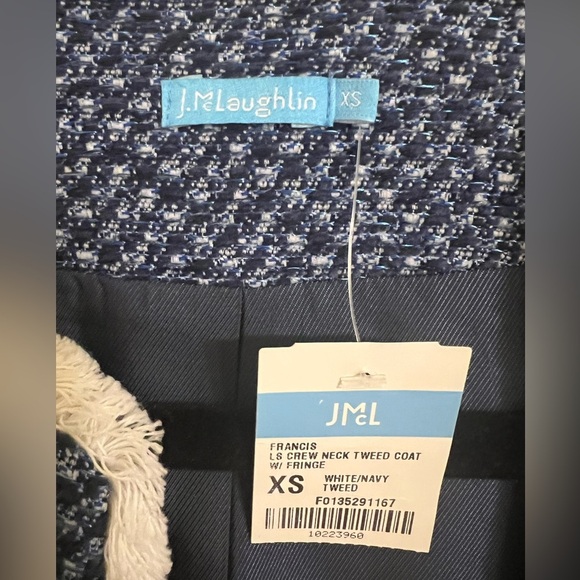 J.McLaughlin
XS
JMcL
FRANCIS
LS CREW NECK TWEED COAT
W/ FRINGE
XS WHITE/NAVY
TWEED
F0135291167
10223960